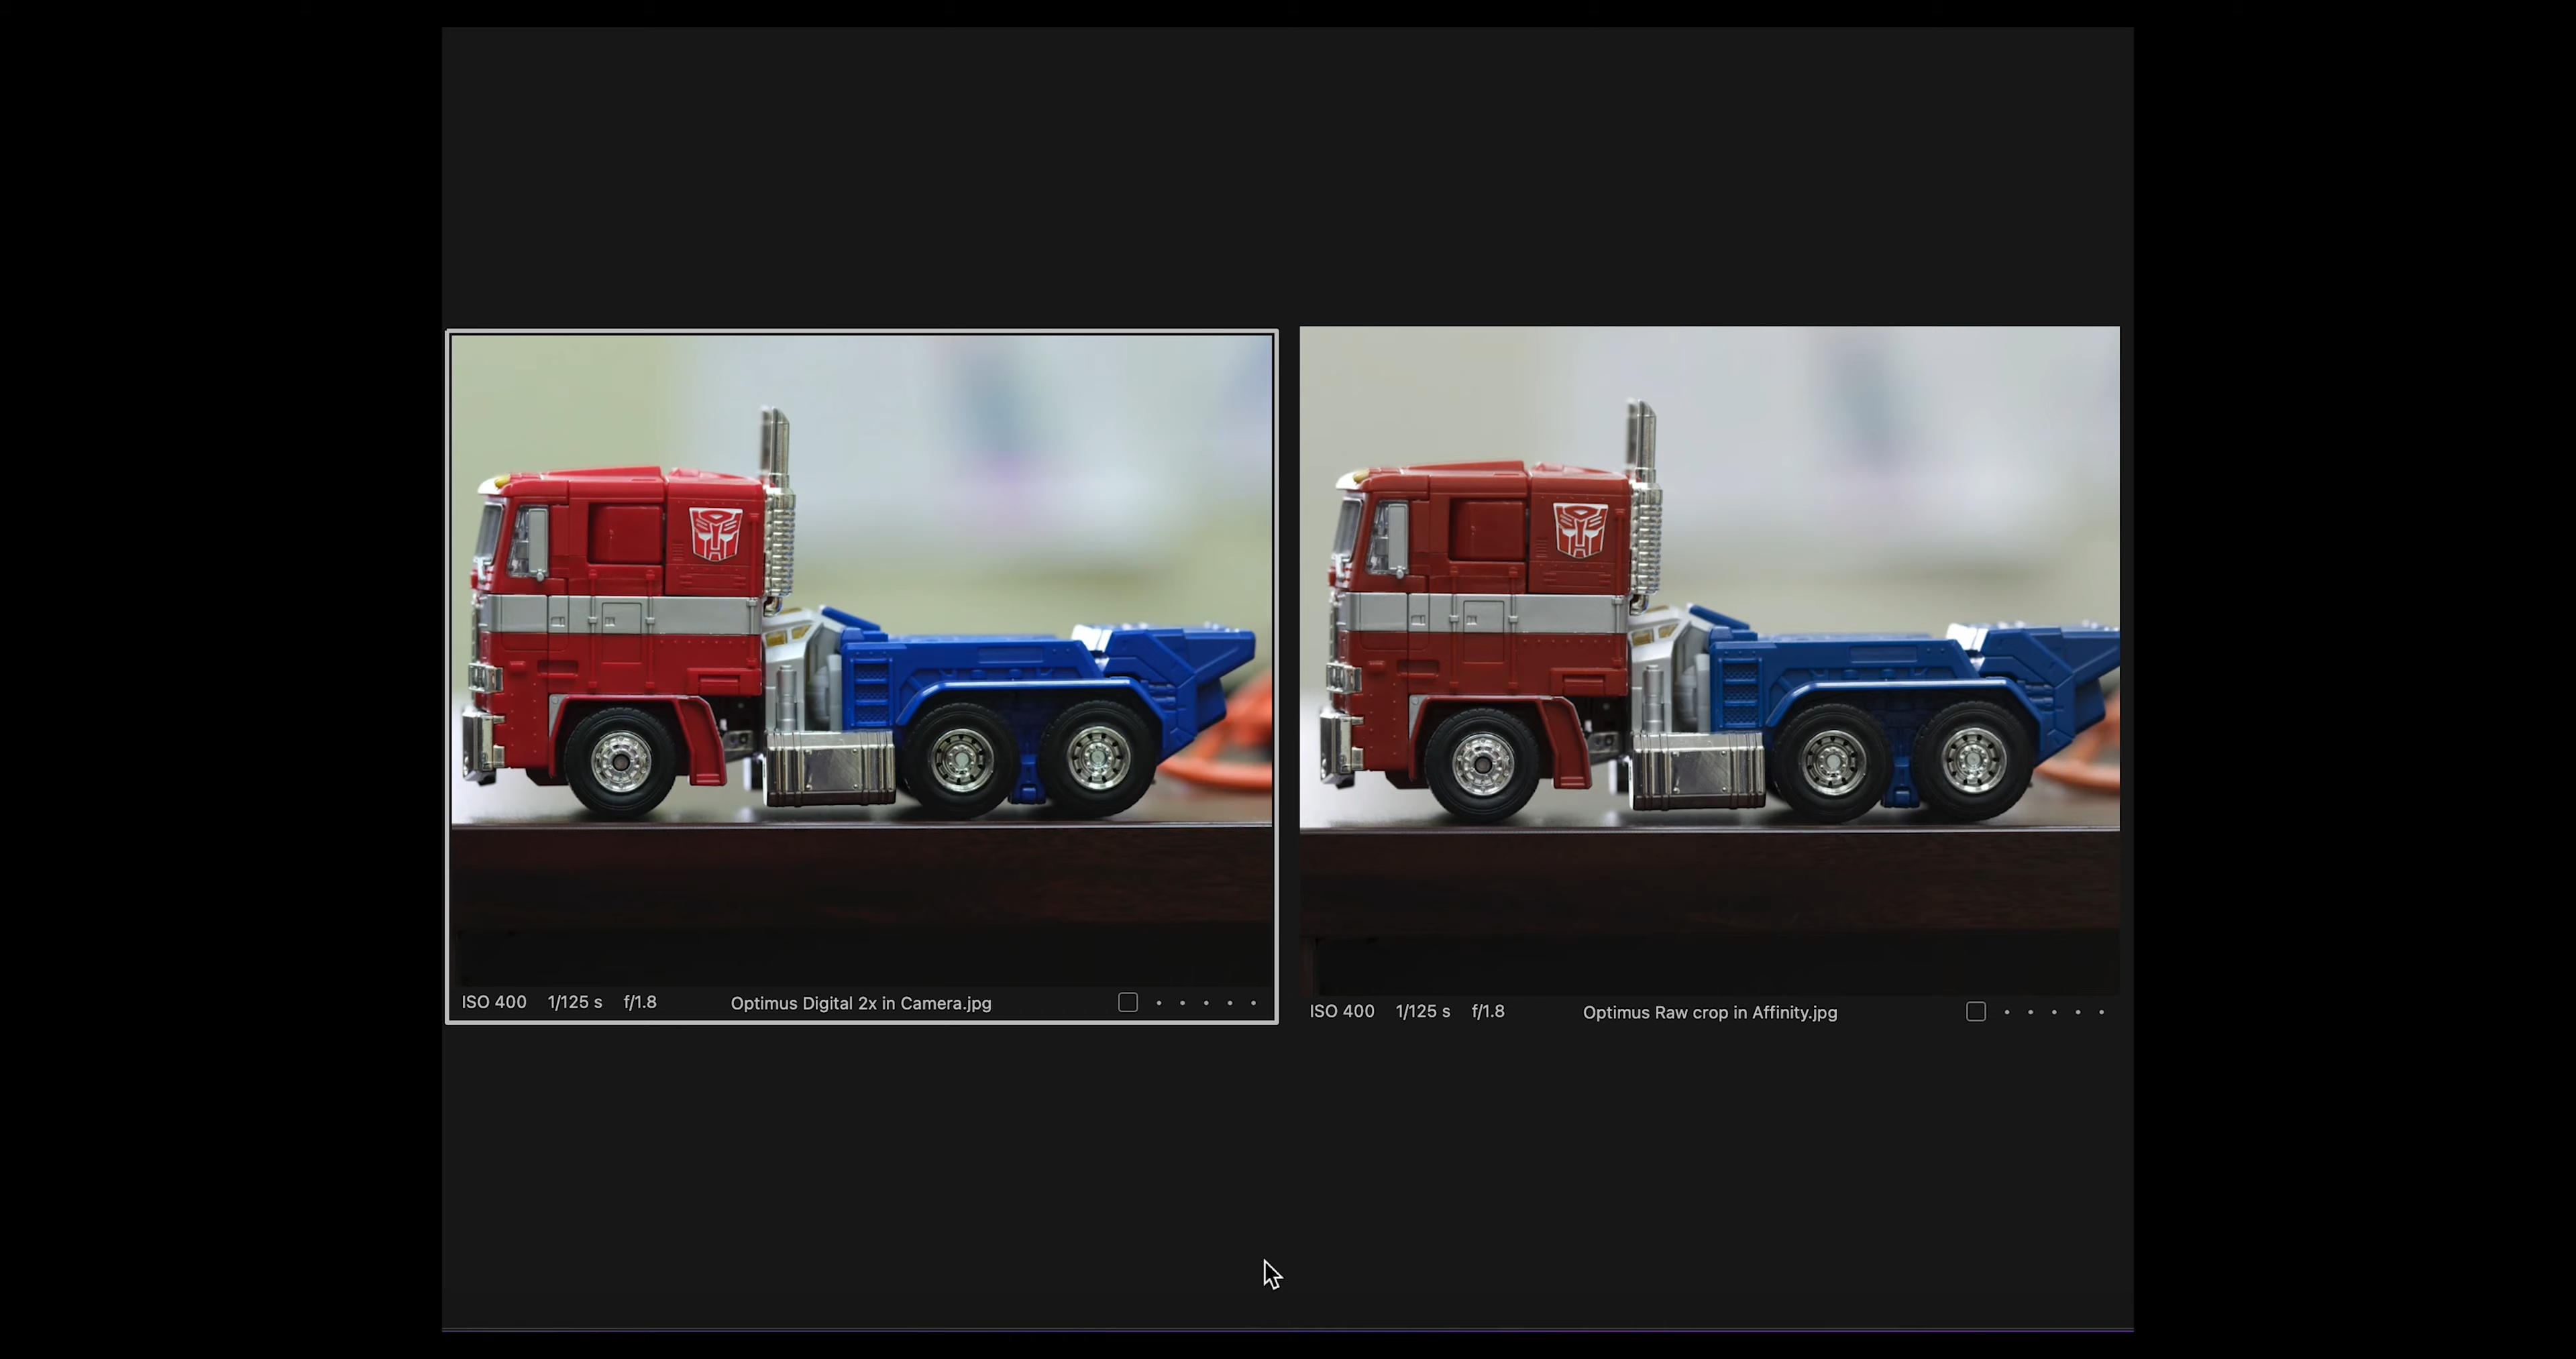 ISO 400 1/125 s f/1.8 Optimus Digital 2x in Camera.jpg
ISO 400 1/125 s f/1.8 Optimus Raw crop in Affinity.jpg